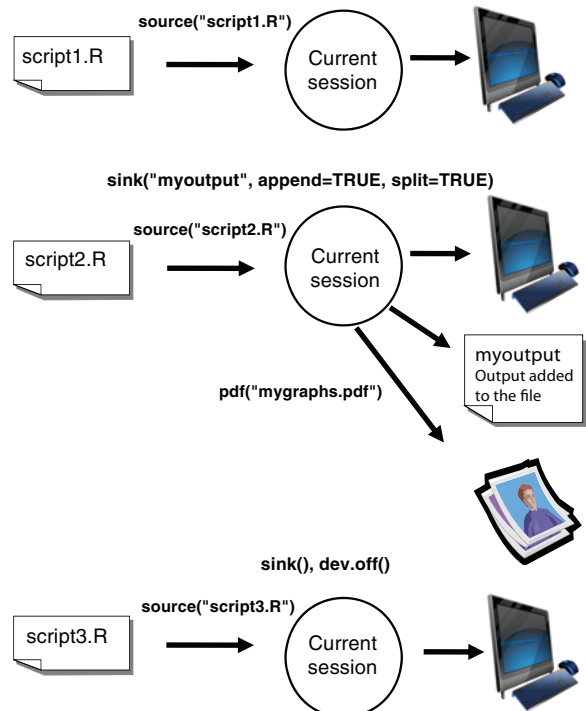 source("script1.R")
script1.R
Current
session
sink("myoutput", append=TRUE, split=TRUE)
source("script2.R")
script2.R
Current
session
myoutput
Output added
to the file
pdf("mygraphs.pdf")
sink(), dev.off()
source("script3.R")
script3.R
Current
session